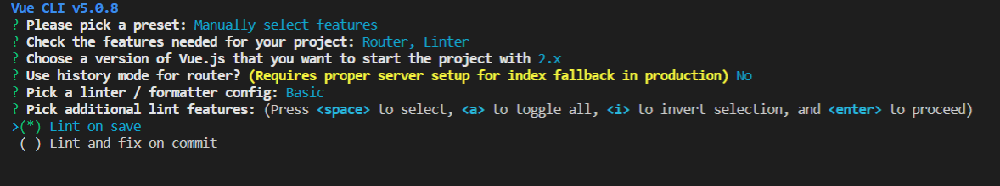 Vue CLI v5.0.8
? Please pick a preset: Manually select features
? Check the features needed for your project: Router, Linter
? Choose a version of Vue.js that you want to start the project with 2.x
? Use history mode for router? (Requires proper server setup for index fallback in production) No
? Pick a linter / formatter config: Basic
? Pick additional lint features: (Press <space> to select, <a> to toggle all, <i> to invert selection, and <enter> to proceed)
>(*) Lint on save
 ( ) Lint and fix on commit